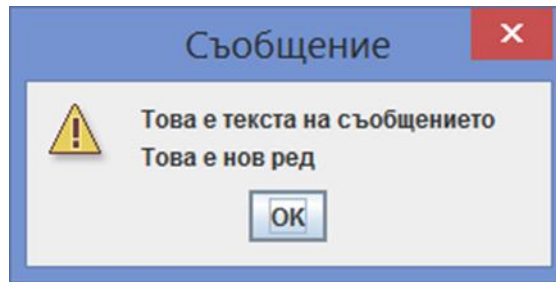 Съобщение
Това е текста на съобщението
Това е нов ред
OK